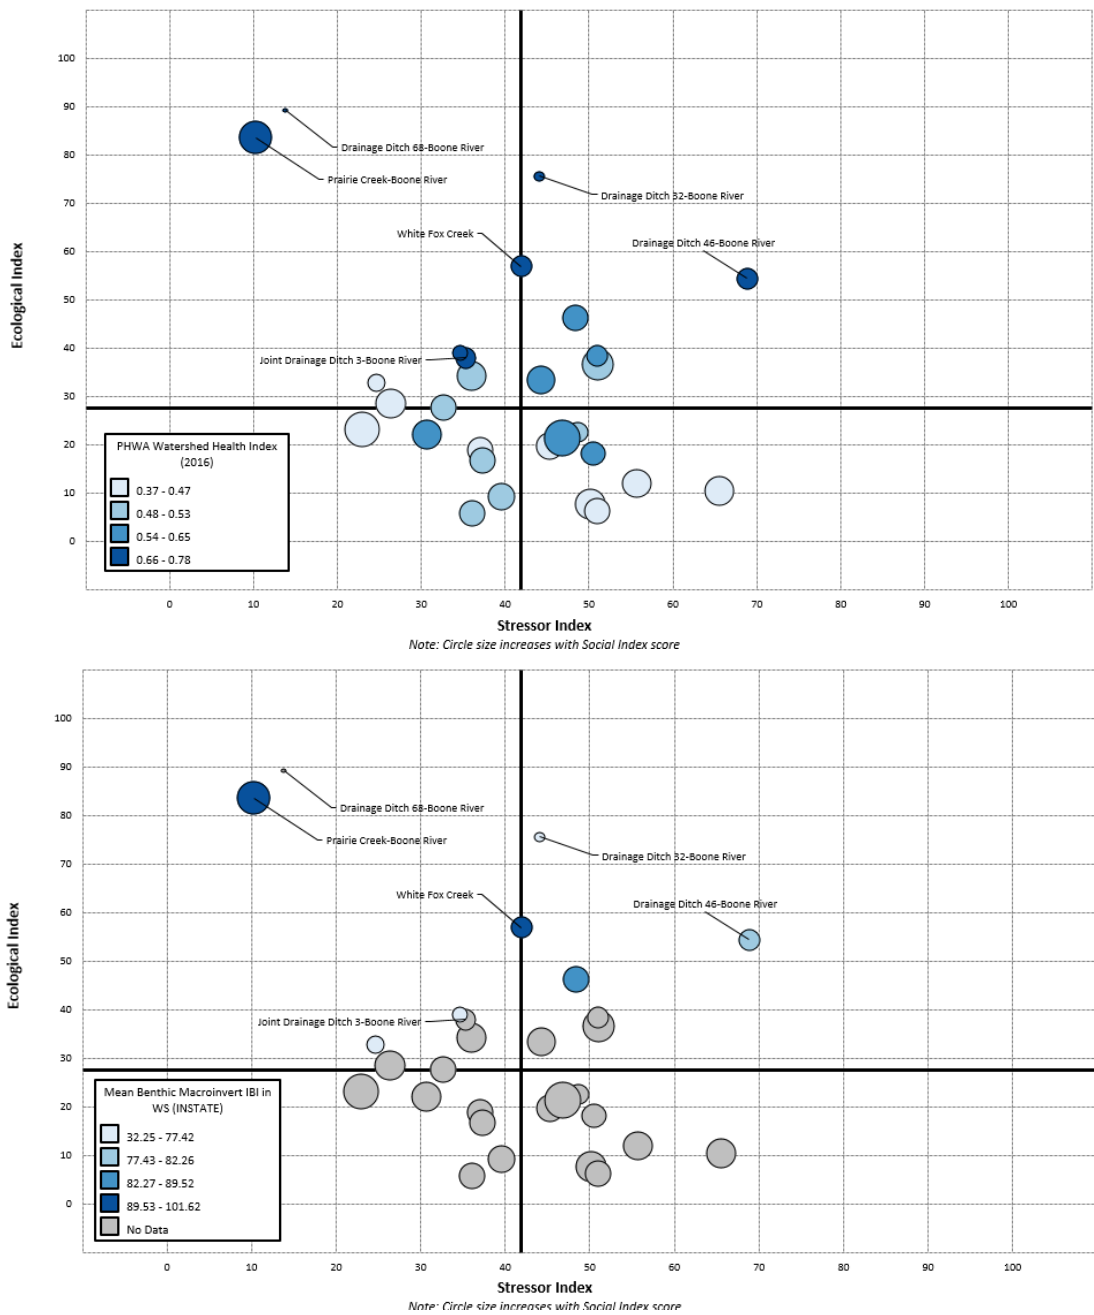 100
90
80
70
60
50
40
30
20
10
0
Ecological Index
Drainage Ditch 68-Boone River
Prairie Creek-Boone River
Drainage Ditch 32-Boone River
White Fox Creek
Drainage Ditch 46-Boone River
Joint Drainage Ditch 3-Boone River
PHWA Watershed Health Index
(2016)
0.37 - 0.47
0.48 - 0.53
0.54 - 0.65
0.66 - 0.78
0 10 20 30 40 50 60 70 80 90 100
Stressor Index
Note: Circle size increases with Social Index score
100
90
80
70
60
50
40
30
20
10
0
Ecological Index
Drainage Ditch 68-Boone River
Prairie Creek-Boone River
Drainage Ditch 32-Boone River
White Fox Creek
Drainage Ditch 46-Boone River
Joint Drainage Ditch 3-Boone River
Mean Benthic Macroinvert IBI in
WS (INSTATE)
32.25 - 77.42
77.43 - 82.26
82.27 - 89.52
89.53 - 101.62
No Data
0 10 20 30 40 50 60 70 80 90 100
Stressor Index
Note: Circle size increases with Social Index score